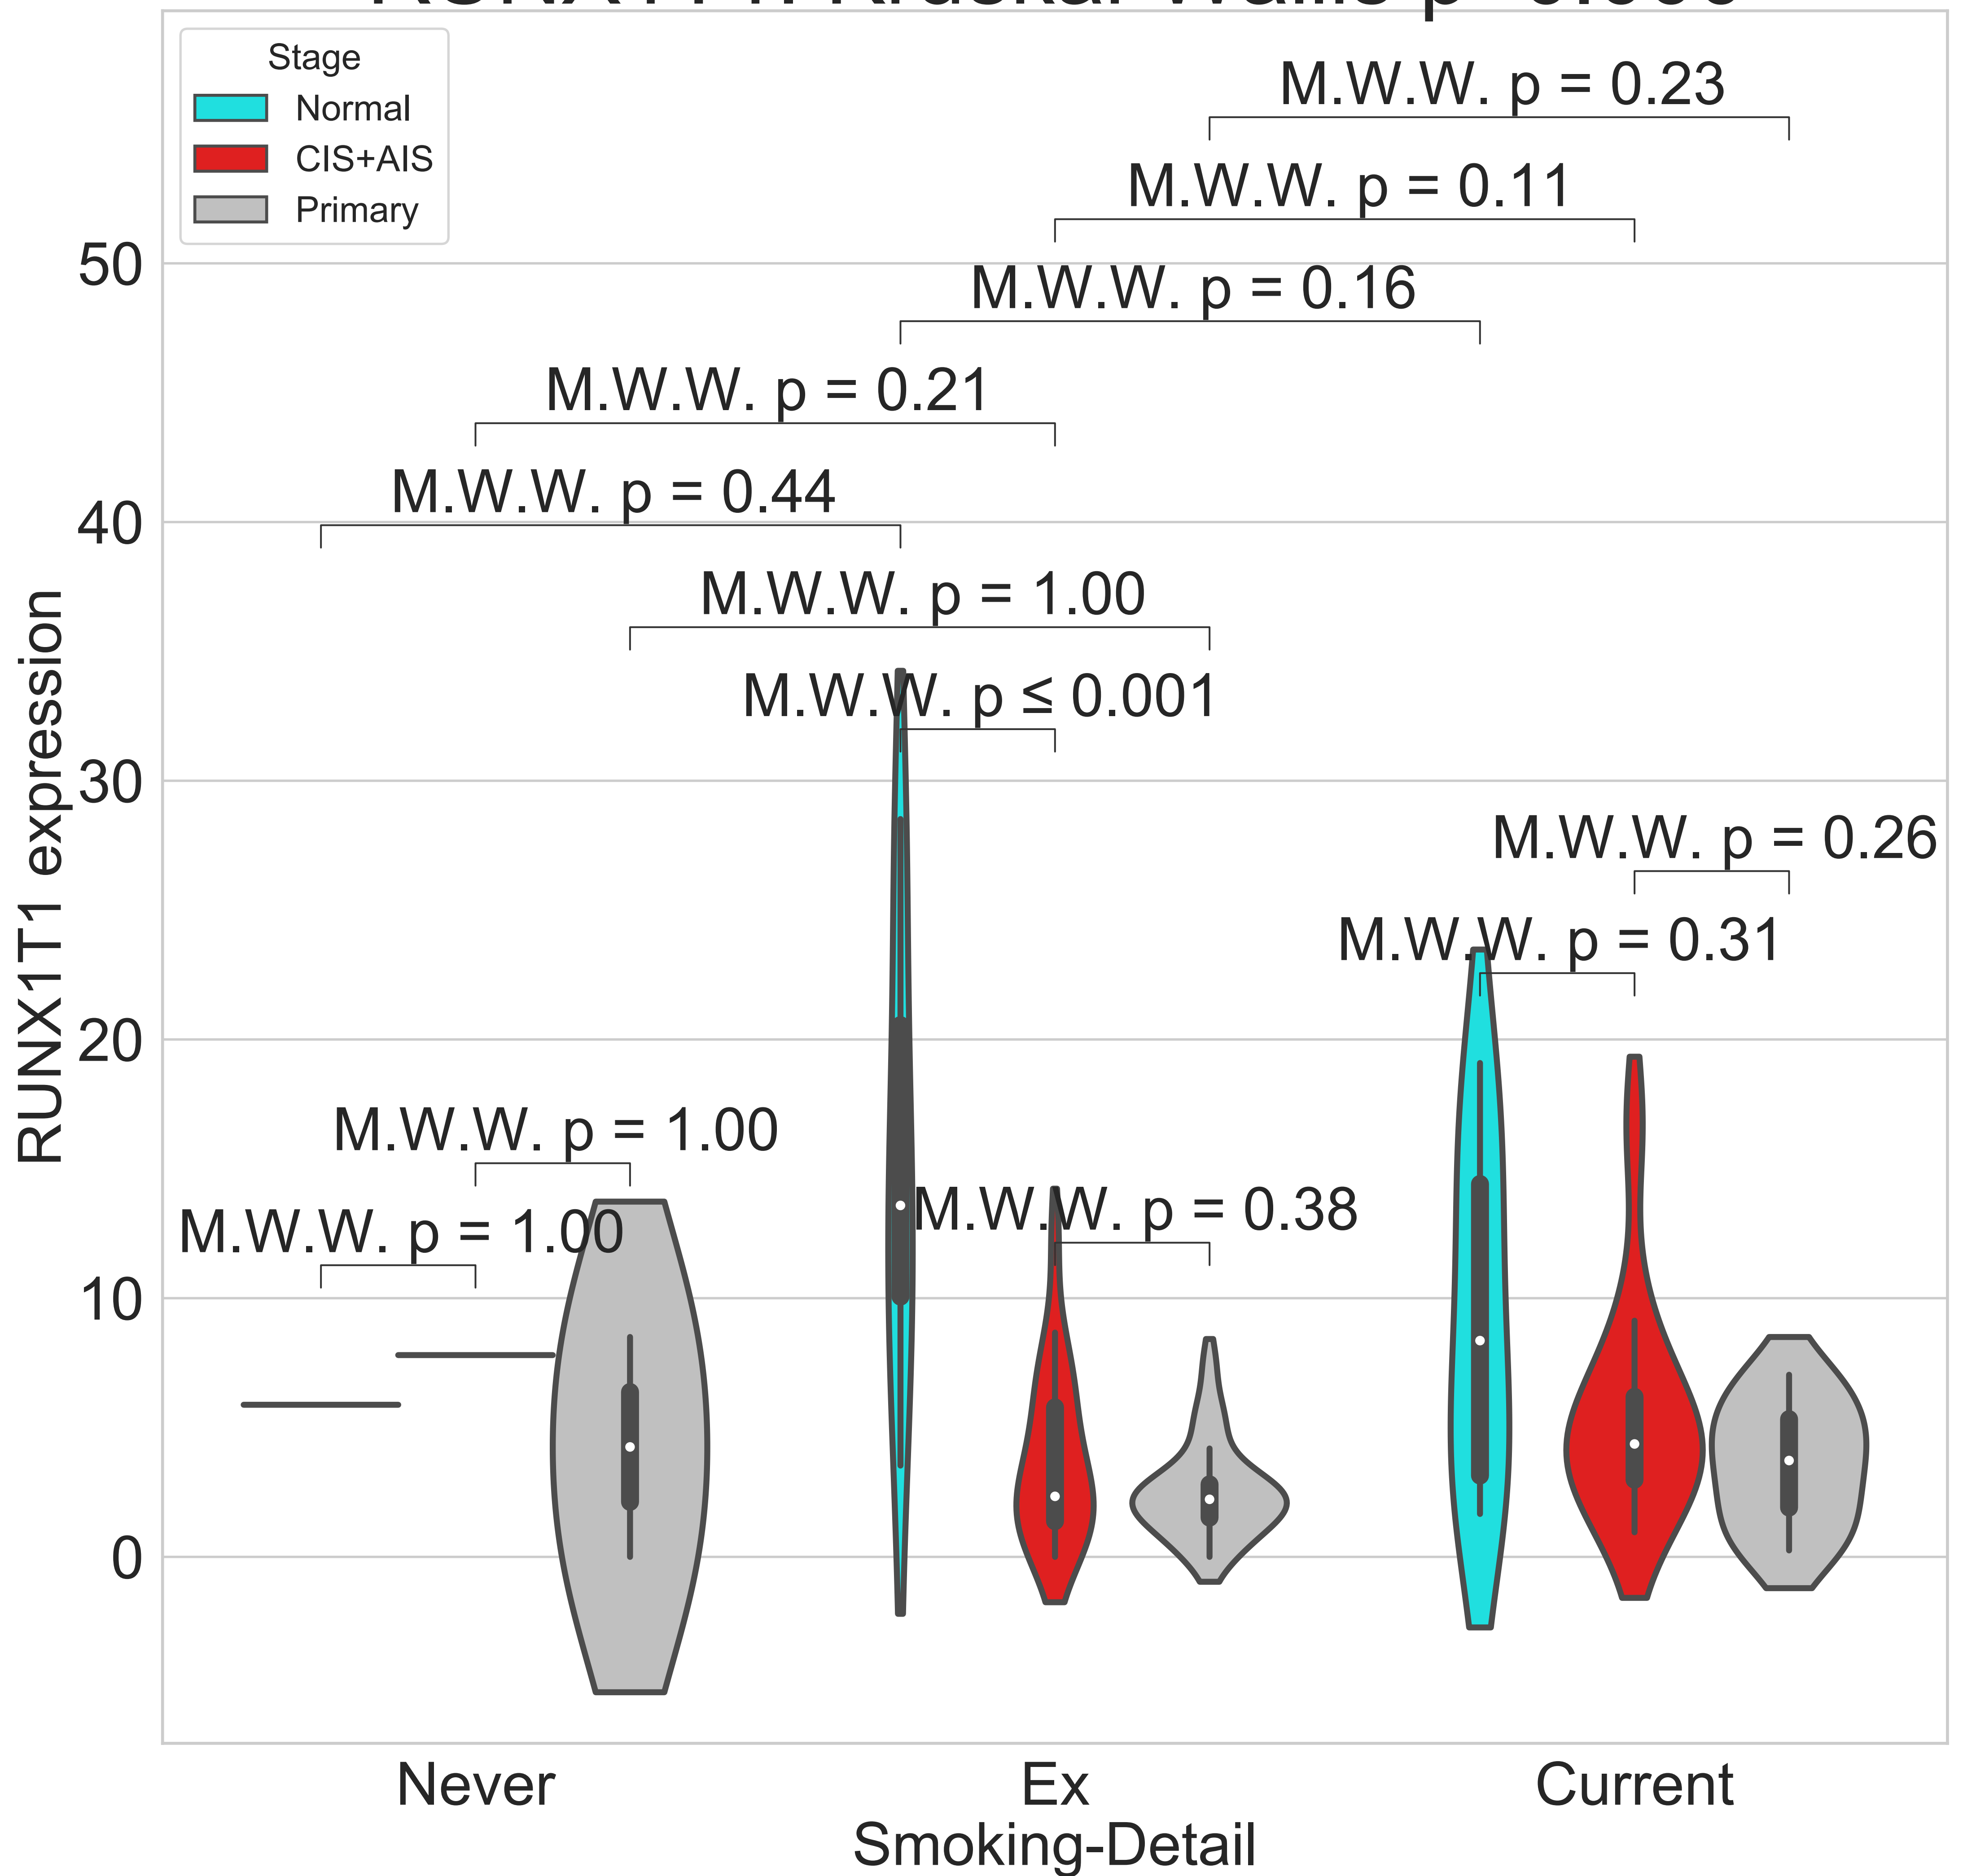 Stage
Normal
CIS+AIS
Primary
M.W.W. p = 0.23
M.W.W. p = 0.11
M.W.W. p = 0.16
M.W.W. p = 0.21
M.W.W. p = 0.44
M.W.W. p = 1.00
M.W.W. p ≤ 0.001
M.W.W. p = 0.26
M.W.W. p = 0.31
M.W.W. p = 1.00
M.W.W. p = 0.38
M.W.W. p = 1.00
50
40
30
20
10
0
RUNX1T1 expression
Never
Ex
Current
Smoking-Detail